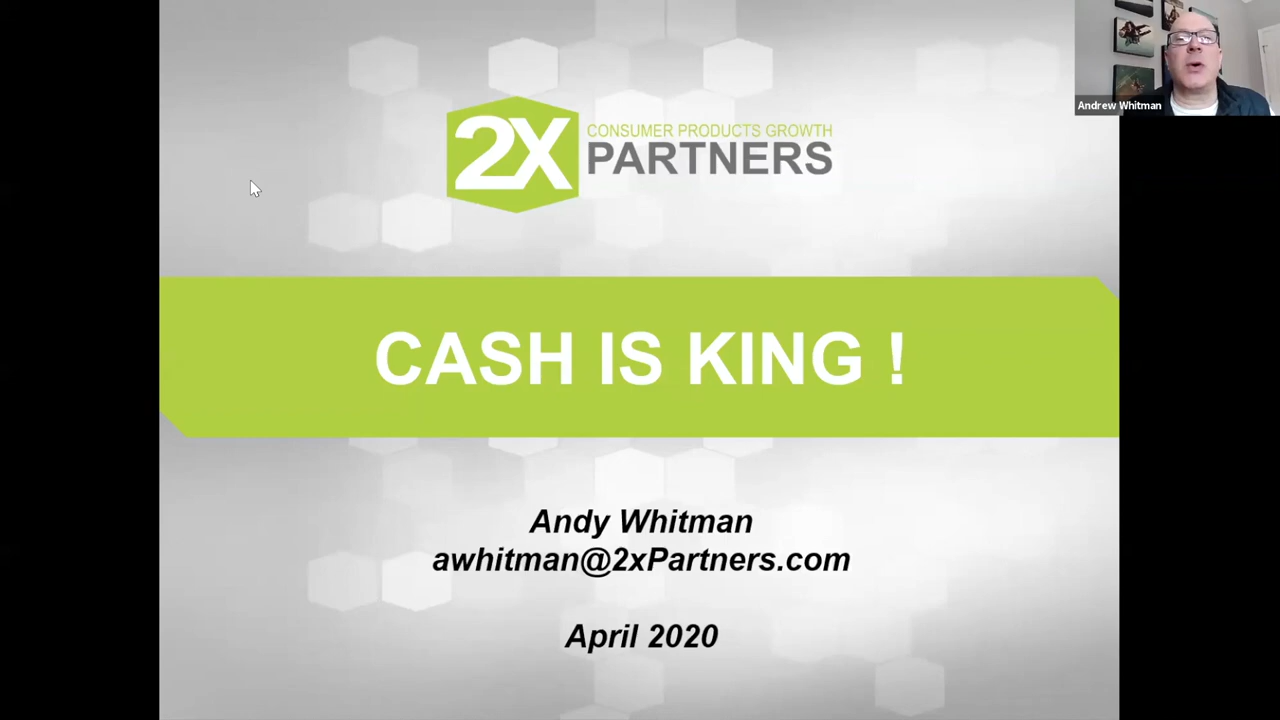 2X
CONSUMER PRODUCTS GROWTH
PARTNERS
Andrew Whitman
CASH IS KING !
Andy Whitman
awhitman@2xPartners.com
April 2020